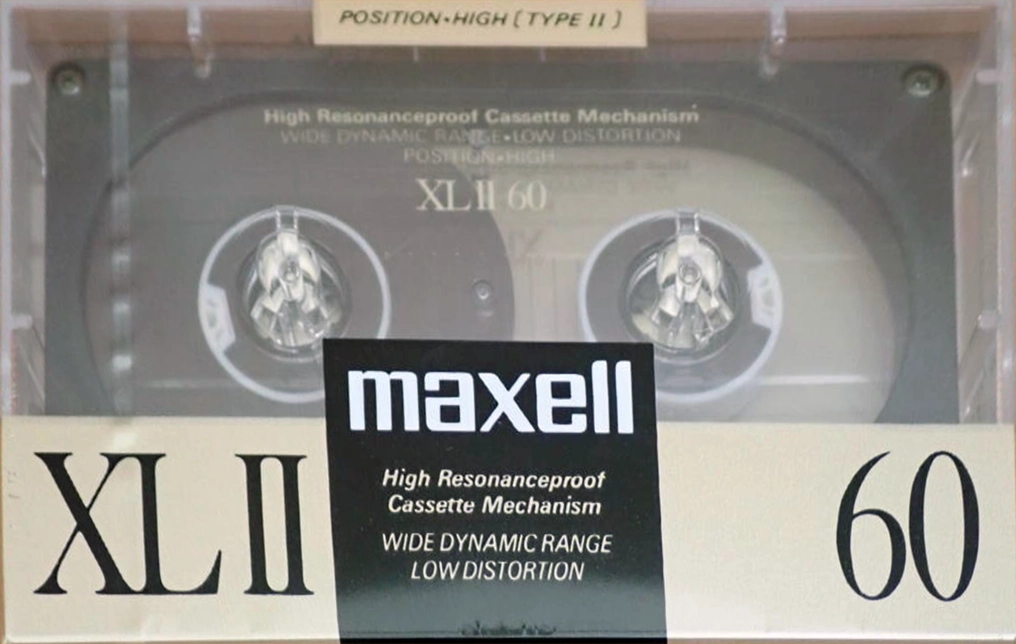 POSITION•HIGH (TYPE II)
High Resonanceproof Cassette Mechanism
WIDE DYNAMIC RANGE•LOW DISTORTION
POSITION•HIGH
XL II 60
maxell
XL II
High Resonanceproof
Cassette Mechanism
WIDE DYNAMIC RANGE
LOW DISTORTION
60